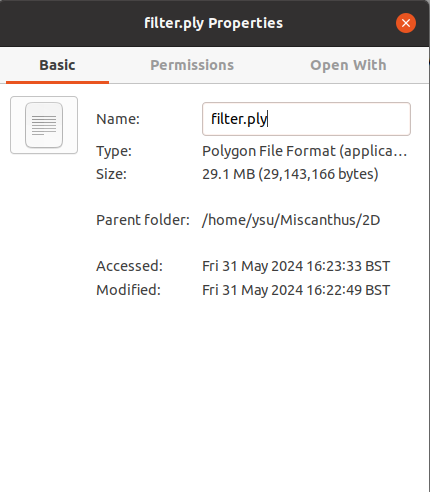 filter.ply Properties
Basic Permissions Open With
Name: filter.ply
Type: Polygon File Format (applica…
Size: 29.1 MB (29,143,166 bytes)
Parent folder: /home/ysu/Miscanthus/2D
Accessed: Fri 31 May 2024 16:23:33 BST
Modified: Fri 31 May 2024 16:22:49 BST